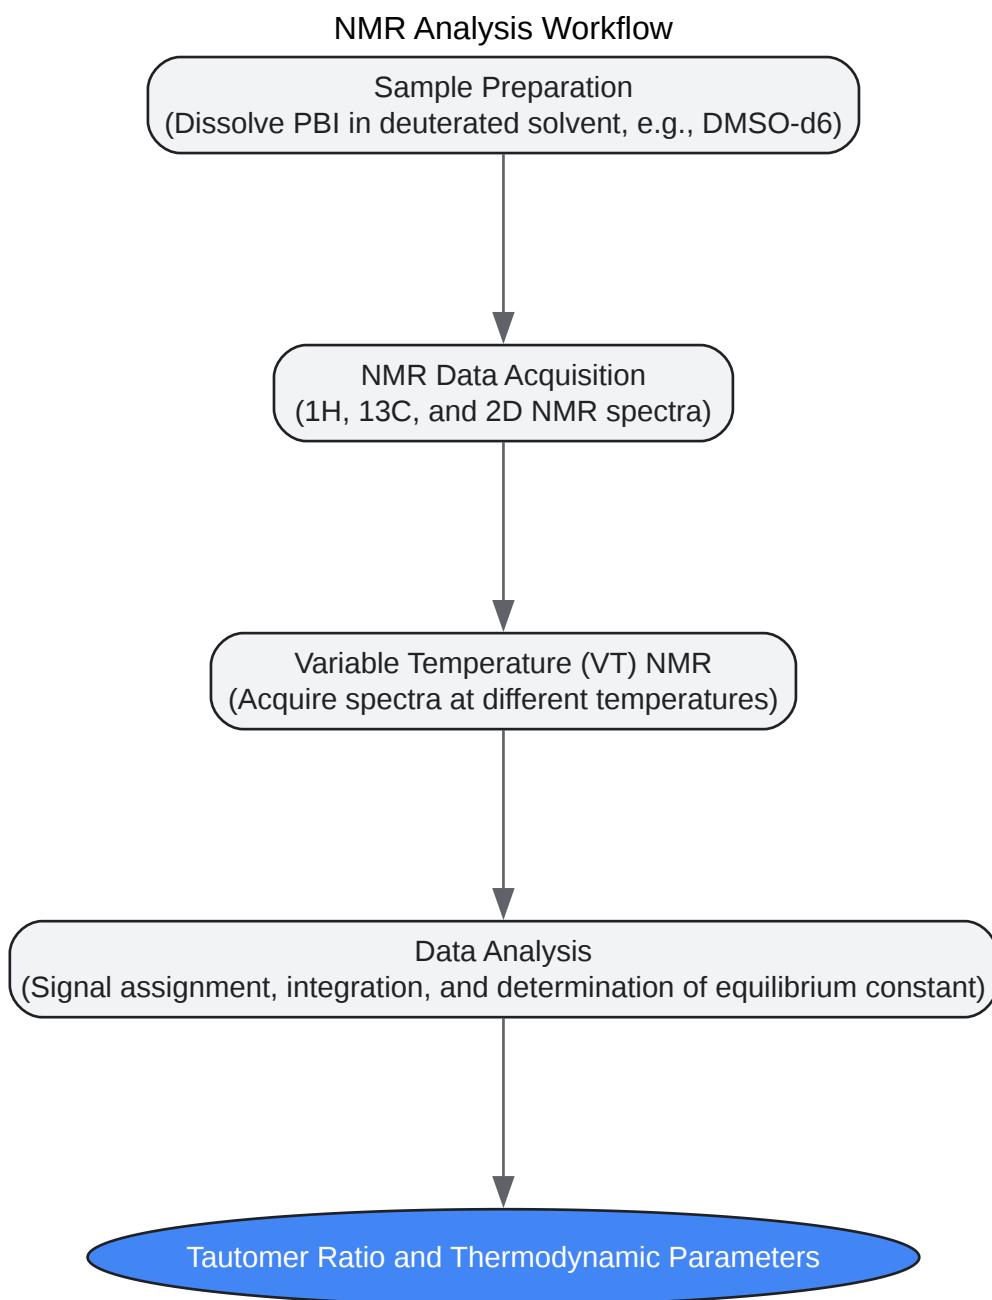 NMR Analysis Workflow
Sample Preparation
(Dissolve PBI in deuterated solvent, e.g., DMSO-d6)
NMR Data Acquisition
(1H, 13C, and 2D NMR spectra)
Variable Temperature (VT) NMR
(Acquire spectra at different temperatures)
Data Analysis
(Signal assignment, integration, and determination of equilibrium constant)
Tautomer Ratio and Thermodynamic Parameters